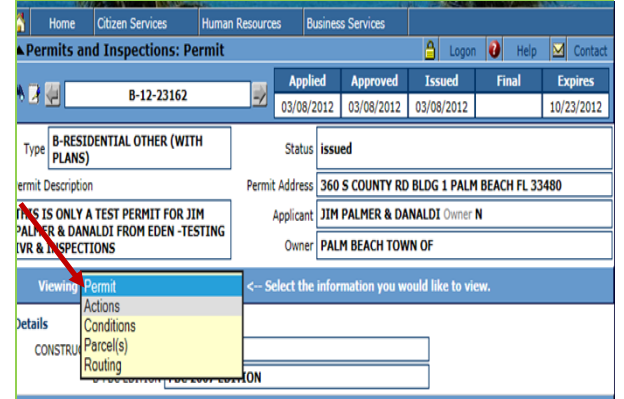 Home Citizen Services Human Resources Business Services
Permits and Inspections: Permit Logon Help Contact
Applied Approved Issued Final Expires
B-12-23162
03/08/2012 03/08/2012 03/08/2012 10/23/2012
Type B-RESIDENTIAL OTHER (WITH PLANS) Status issued
Permit Description Permit Address 360 S COUNTY RD BLDG 1 PALM BEACH FL 33480
THIS IS ONLY A TEST PERMIT FOR JIM
PALMER & DANALDI FROM EDEN -TESTING
IVR & INSPECTIONS
Applicant JIM PALMER & DANALDI Owner N
Owner PALM BEACH TOWN OF
Viewing Permit <-- Select the information you would like to view.
Actions
Conditions
Parcel(s)
Routing
Details
CONSTRU
EDITION